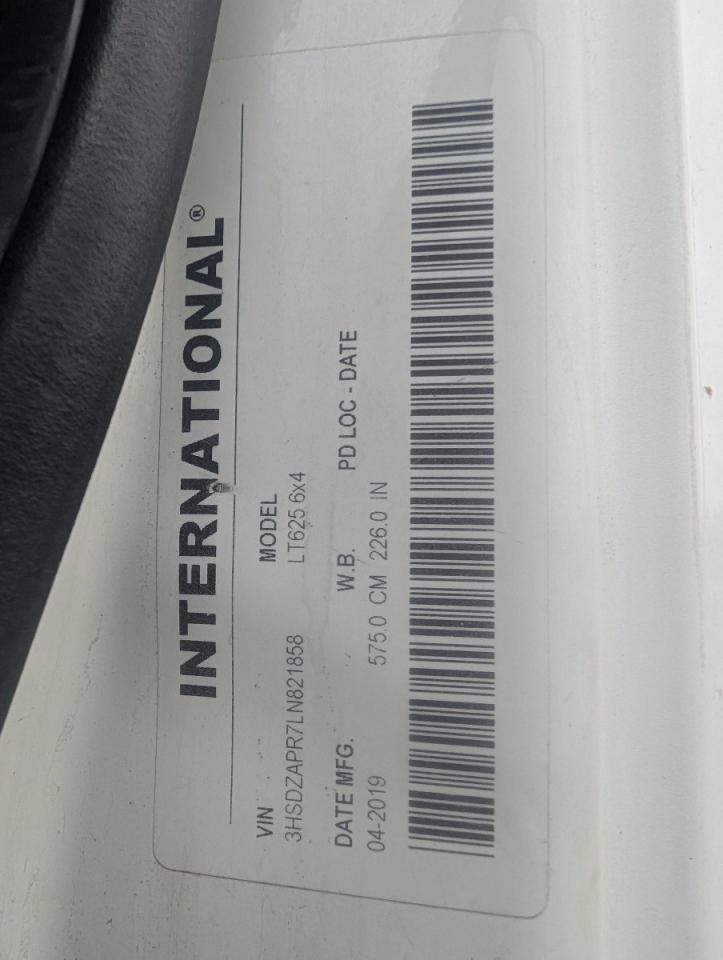 INTERNATIONAL®
VIN MODEL
3HSDZAPR7LN821858 LT625 6x4
DATE MFG. W.B. PD LOC - DATE
04-2019 575.0 CM 226.0 IN